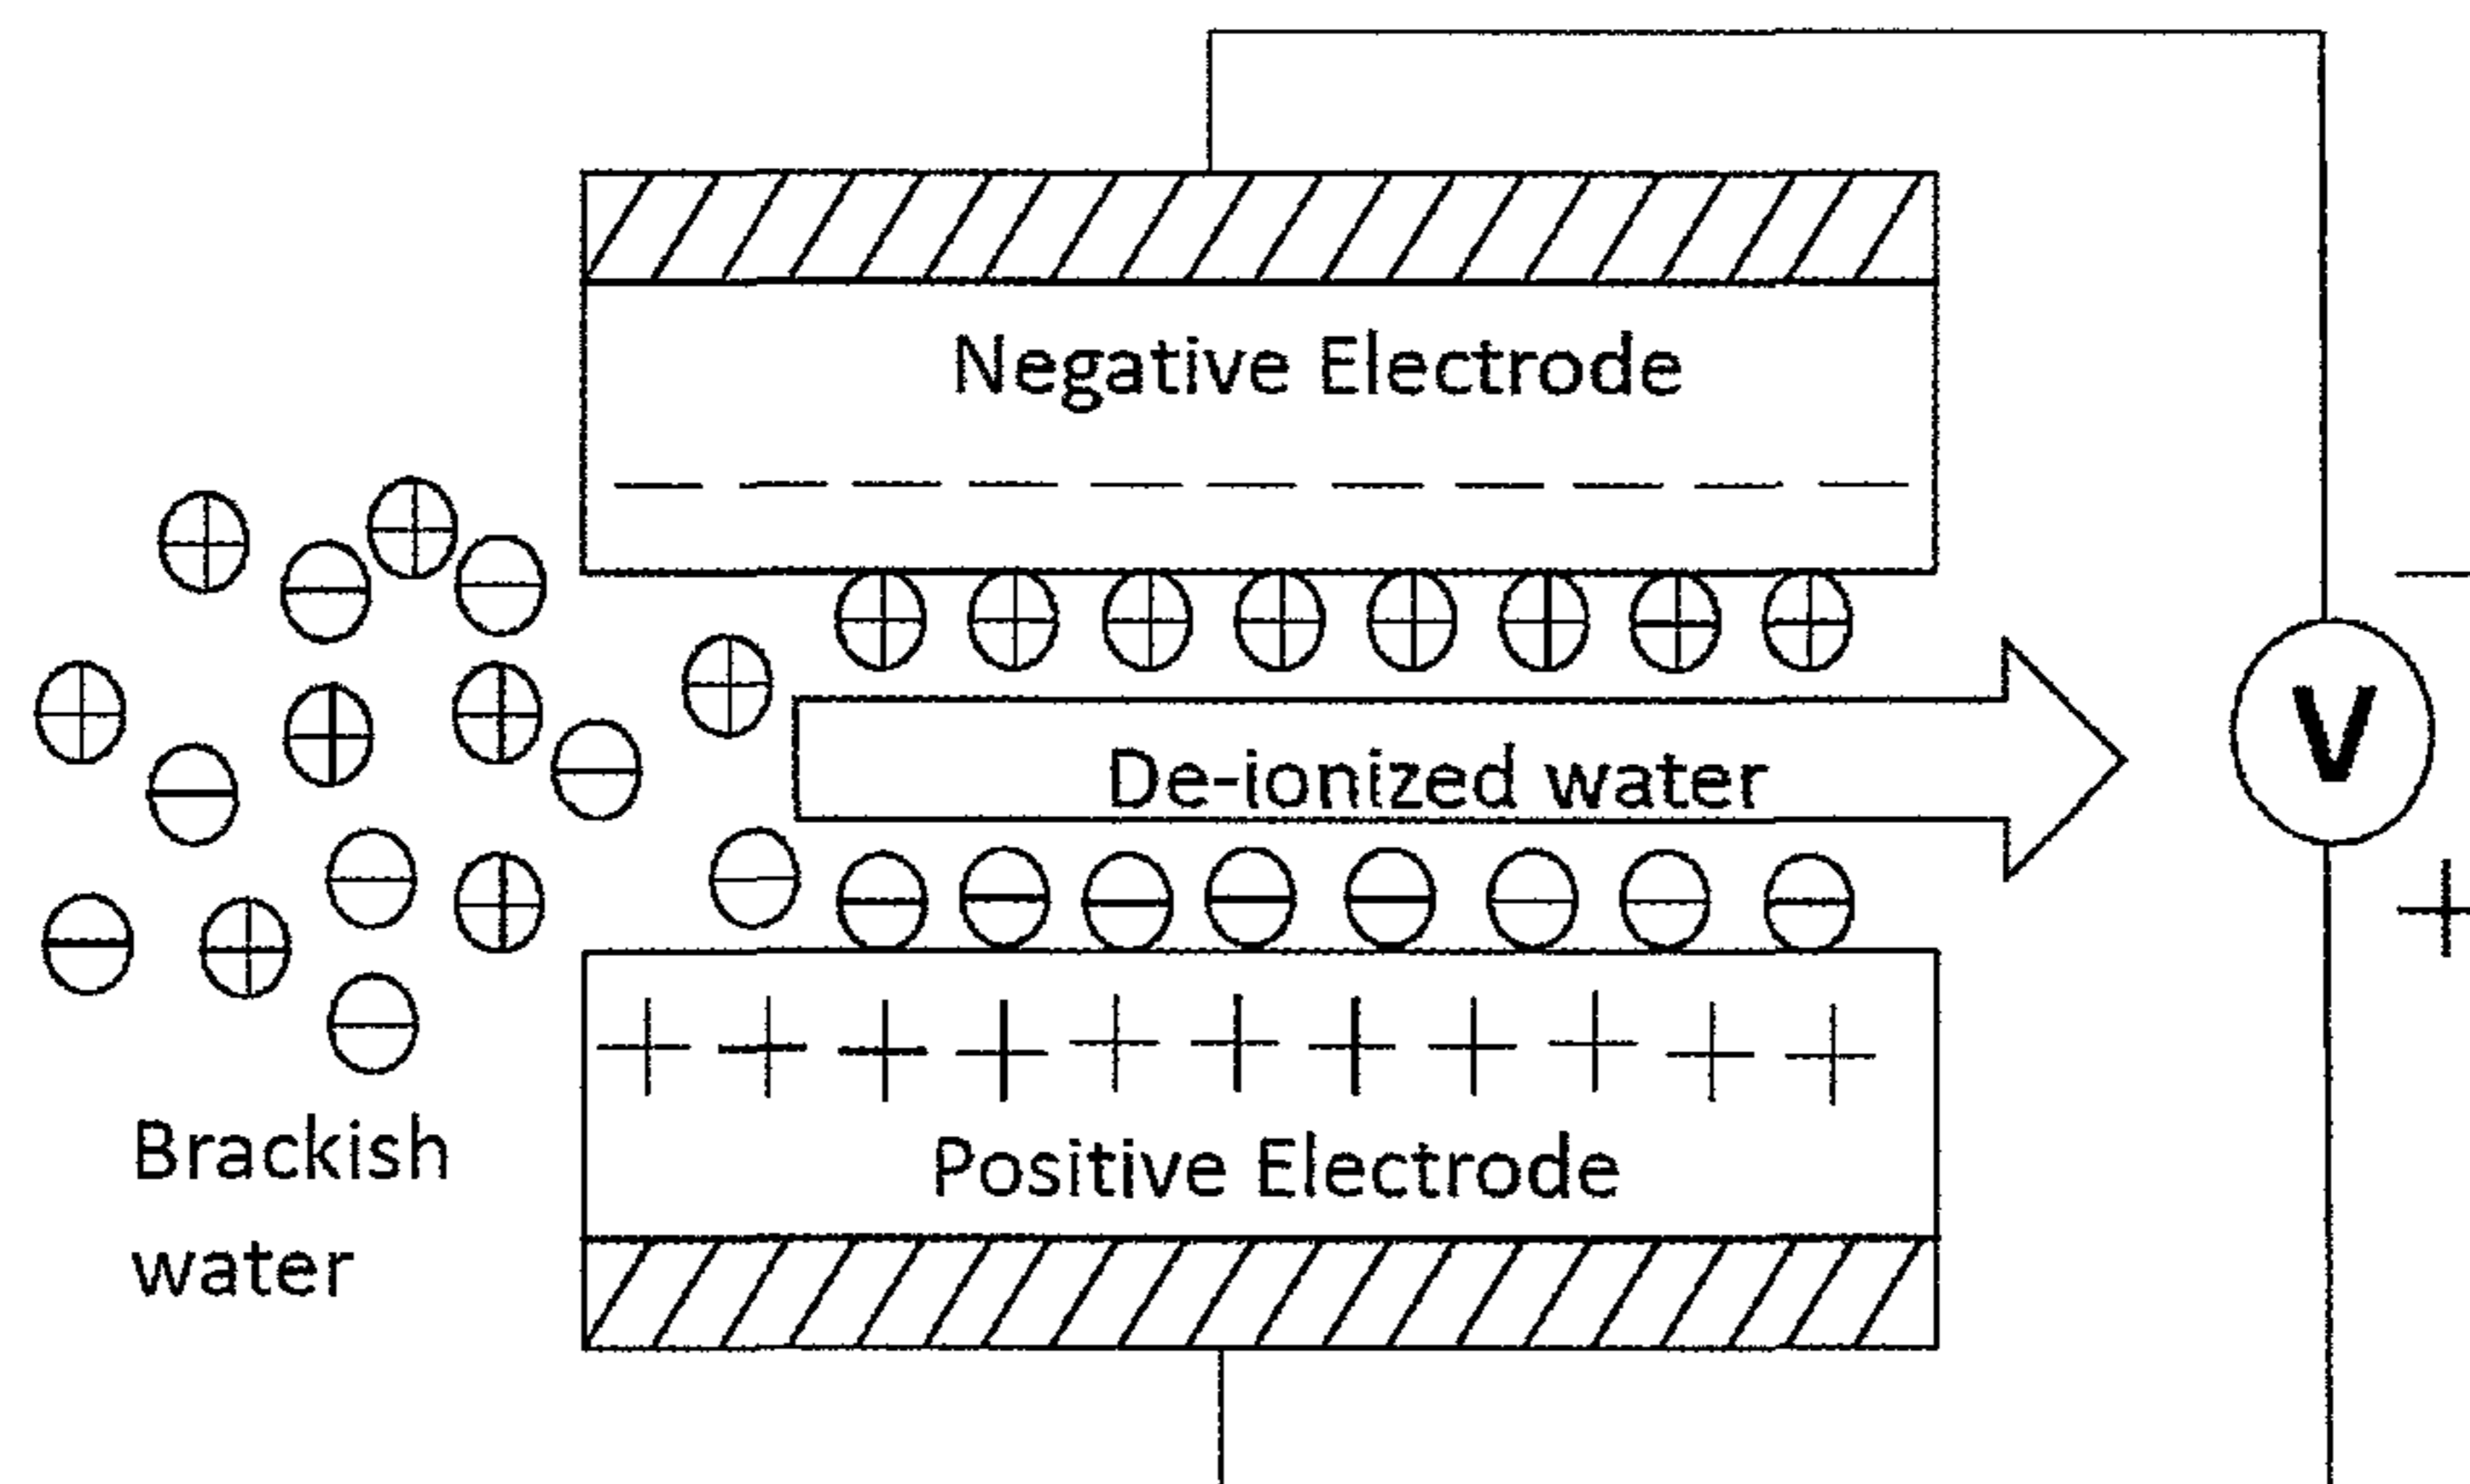 Negative Electrode
De-ionized water
V
Positive Electrode
Brackish
water